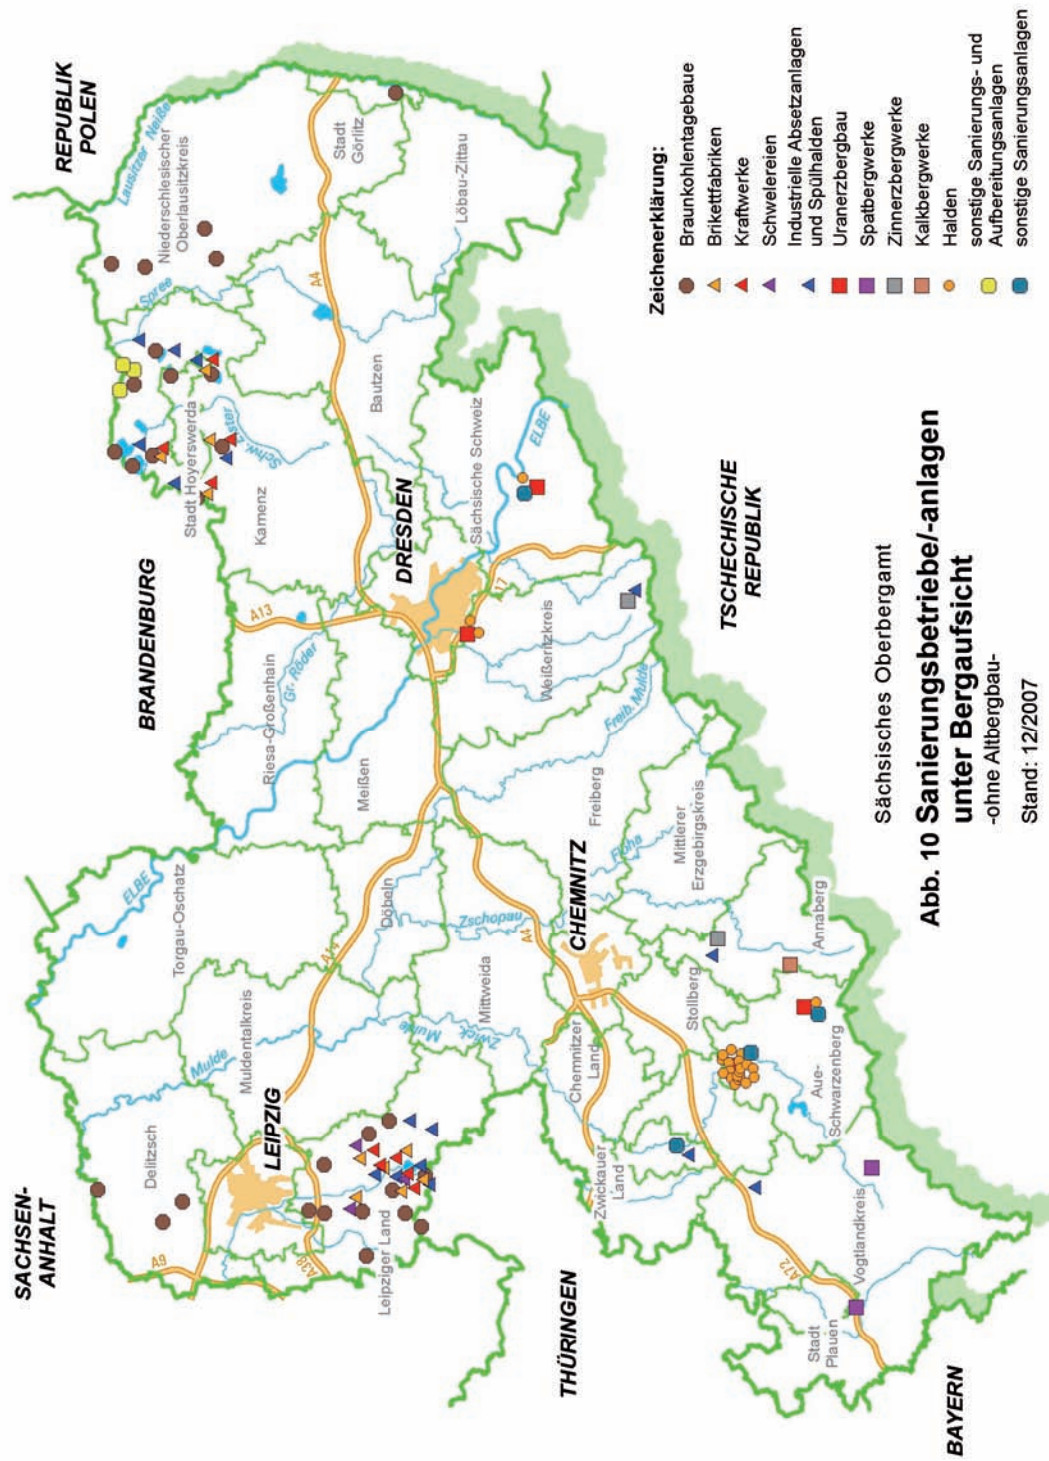 SACHSEN-
ANHALT
BRANDENBURG
REPUBLIK
POLEN
THÜRINGEN
BAYERN
TSCHECHISCHE
REPUBLIK
LEIPZIG
CHEMNITZ
DRESDEN
Delitzsch
Torgau-Oschatz
Muldentalkreis
Leipziger Land
Döbeln
Mittweida
Riesa-Großenhain
Meißen
Kamenz
Stadt Hoyerswerda
Niederschlesischer
Oberlausitzkreis
Stadt
Görlitz
Löbau-Zittau
Bautzen
Sächsische Schweiz
Weißeritzkreis
Freiberg
Mittlerer
Erzgebirgskreis
Annaberg
Stollberg
Chemnitzer
Land
Zwickauer
Land
Aue-
Schwarzenberg
Vogtlandkreis
Stadt
Plauen
A9
A38
A14
A4
A72
A13
A17
A4
ELBE
Mulde
Zwick.
Mulde
Zschopau
Flöha
Freib. Mulde
Gr. Röder
Schw. Elster
Spree
Lausitzer Neiße
ELBE
Zeichenerklärung:
Braunkohlentagebaue
Brikettfabriken
Kraftwerke
Schwelereien
Industrielle Absetzanlagen
und Spülhalden
Uranerzbergbau
Spatbergwerke
Zinnerzbergwerke
Kalkbergwerke
Halden
sonstige Sanierungs- und
Aufbereitungsanlagen
sonstige Sanierungsanlagen
Sächsisches Oberbergamt
Abb. 10 Sanierungsbetriebe/-anlagen
unter Bergaufsicht
-ohne Altbergbau-
Stand: 12/2007